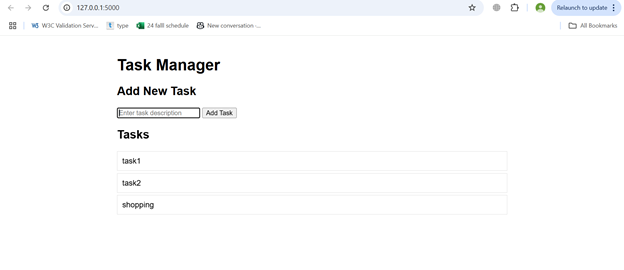 127.0.0.1:5000
Relaunch to update
W3C Validation Serv...
type
24 falll schedule
New conversation -...
All Bookmarks
Task Manager
Add New Task
Enter task description
Add Task
Tasks
task1
task2
shopping